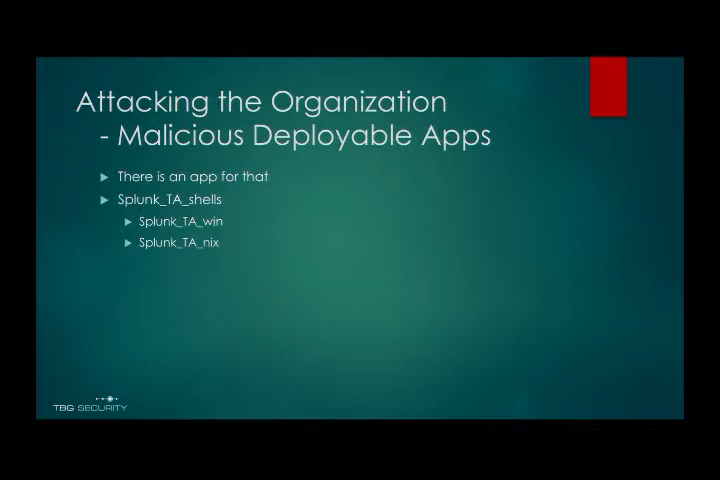 Attacking the Organization
- Malicious Deployable Apps
There is an app for that
Splunk_TA_shells
Splunk_TA_win
Splunk_TA_nix
TBG SECURITY